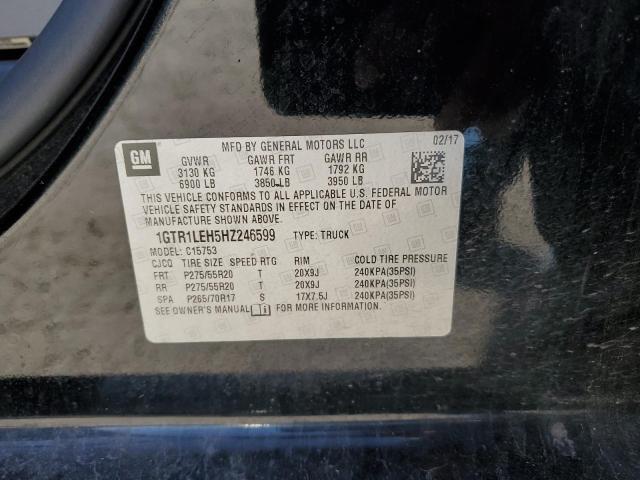 MFD BY GENERAL MOTORS LLC 02/17
GM
GVWR GAWR FRT GAWR RR
3130 KG 1746 KG 1792 KG
6900 LB 3850 LB 3950 LB
THIS VEHICLE CONFORMS TO ALL APPLICABLE U.S. FEDERAL MOTOR
VEHICLE SAFETY STANDARDS IN EFFECT ON THE DATE OF
MANUFACTURE SHOWN ABOVE.
1GTR1LEH5HZ246599 TYPE: TRUCK
MODEL: C15753
CJCQ TIRE SIZE SPEED RTG RIM COLD TIRE PRESSURE
FRT P275/55R20 T 20X9J 240KPA(35PSI)
RR P275/55R20 T 20X9J 240KPA(35PSI)
SPA P265/70R17 S 17X7.5J 240KPA(35PSI)
SEE OWNER'S MANUAL FOR MORE INFORMATION.